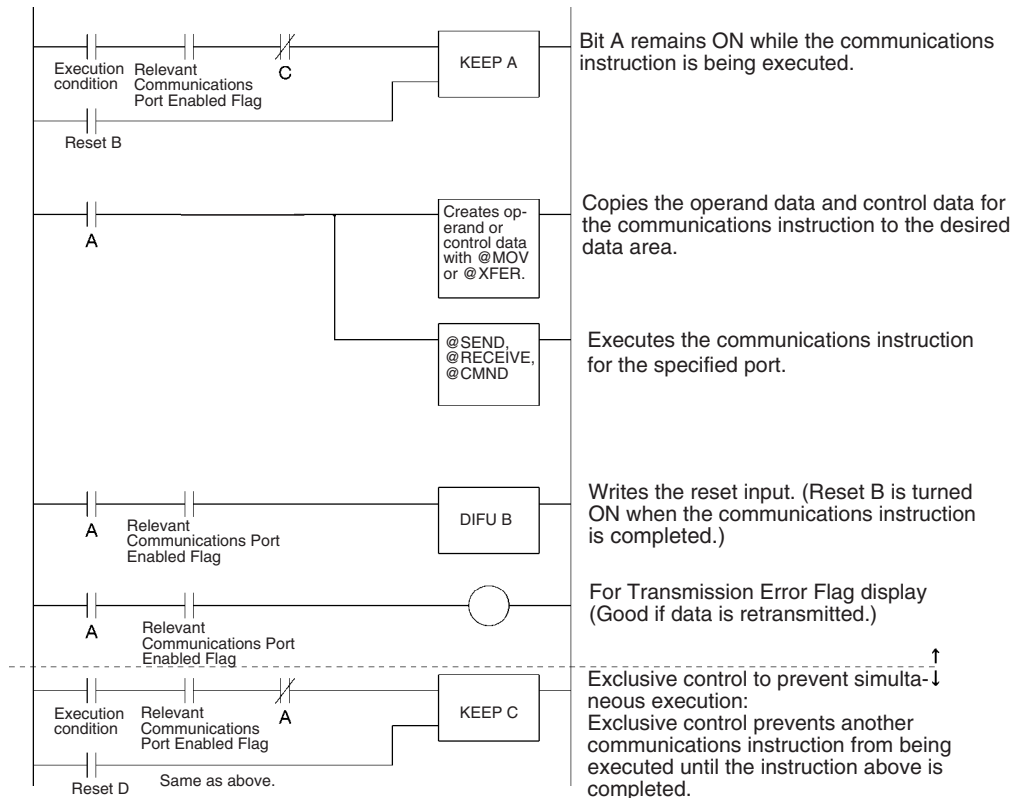 Bit A remains ON while the communications
instruction is being executed.
KEEP A
Execution
condition
Relevant
Communications
Port Enabled Flag
C
Reset B
Copies the operand data and control data for
the communications instruction to the desired
data area.
Creates op-
erand or
control data
with @MOV
or @XFER.
A
@SEND,
@RECEIVE,
@CMND
Executes the communications instruction
for the specified port.
Writes the reset input. (Reset B is turned
ON when the communications instruction
is completed.)
DIFU B
A
Relevant
Communications Port
Enabled Flag
For Transmission Error Flag display
(Good if data is retransmitted.)
A
Relevant
Communications Port
Enabled Flag
↑
↓
Exclusive control to prevent simulta-
neous execution:
Exclusive control prevents another
communications instruction from being
executed until the instruction above is
completed.
KEEP C
Execution
condition
Relevant
Communications
Port Enabled Flag
A
Reset D
Same as above.